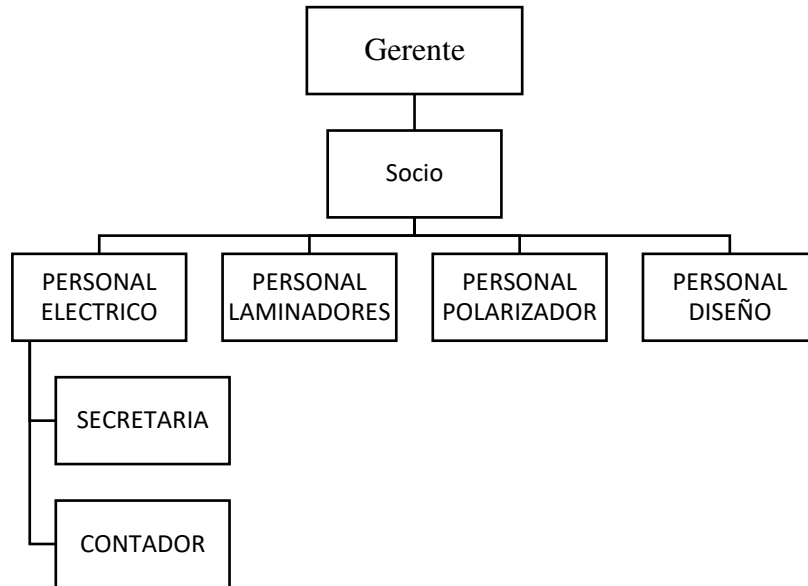 Gerente
Socio
PERSONAL
ELECTRICO
PERSONAL
LAMINADORES
PERSONAL
POLARIZADOR
PERSONAL
DISEÑO
SECRETARIA
CONTADOR